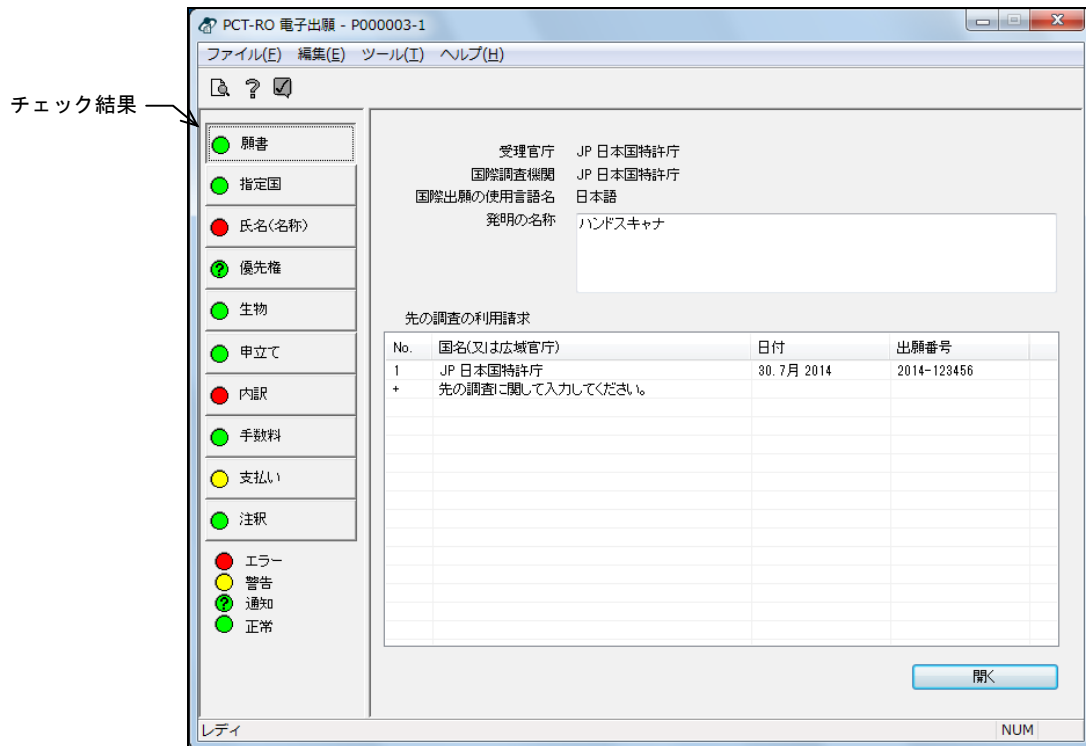 PCT-RO 電子出願 - P000003-1
ファイル(F) 編集(E) ツール(T) ヘルプ(H)
チェック結果
願書
指定国
氏名(名称)
優先権
生物
申立て
内訳
手数料
支払い
注釈
エラー
警告
通知
正常
受理官庁 JP 日本国特許庁
国際調査機関 JP 日本国特許庁
国際出願の使用言語名 日本語
発明の名称 ハンドスキャナ
先の調査の利用請求
No. 国名(又は広域官庁) 日付 出願番号
1 JP 日本国特許庁 30. 7月 2014 2014-123456
+ 先の調査に関して入力してください。
開く
レディ NUM